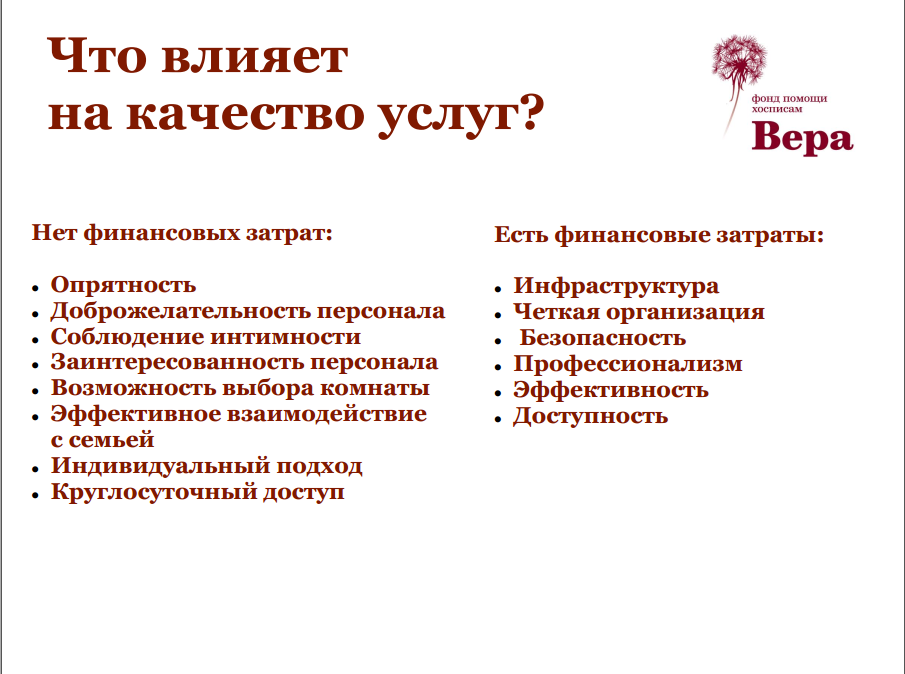 Что влияет
на качество услуг?
фонд помощи
хосписам
Вера
Нет финансовых затрат:
• Опрятность
• Доброжелательность персонала
• Соблюдение интимности
• Заинтересованность персонала
• Возможность выбора комнаты
• Эффективное взаимодействие
с семьей
• Индивидуальный подход
• Круглосуточный доступ
Есть финансовые затраты:
• Инфраструктура
• Четкая организация
• Безопасность
• Профессионализм
• Эффективность
• Доступность